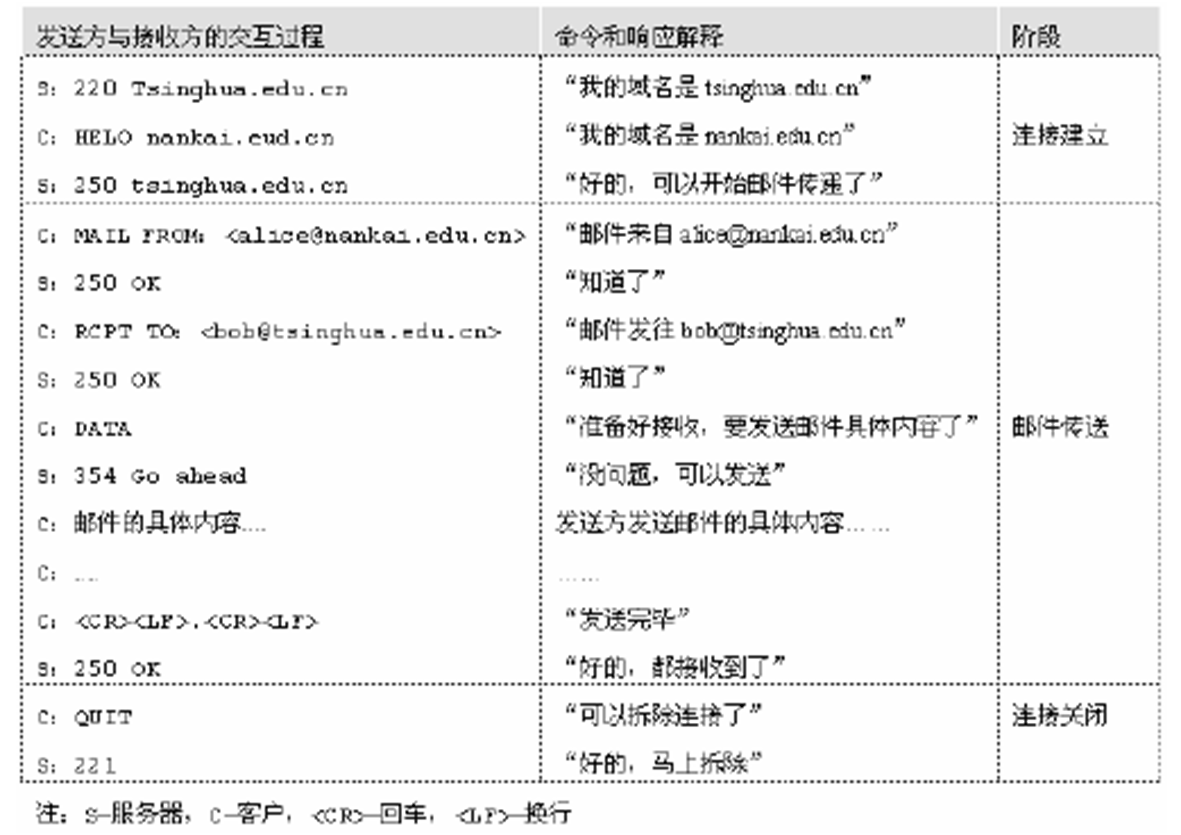 发送方与接收方的交互过程 命令和响应解释 阶段
S: 220 Tsinghua.edu.cn “我的域名是 tsinghua.edu.cn”
C: HELO nankai.eud.cn “我的域名是 nankai.edu.cn” 连接建立
S: 250 tsinghua.edu.cn “好的，可以开始邮件传递了”
C: MAIL FROM: <alice@nankai.edu.cn> “邮件来自 alice@nankai.edu.cn”
S: 250 OK “知道了”
C: RCPT TO: <bob@tsinghua.edu.cn> “邮件发往 bob@tsinghua.edu.cn”
S: 250 OK “知道了”
C: DATA “准备好接收，要发送邮件具体内容了” 邮件传送
S: 354 Go ahead “没问题，可以发送”
C: 邮件的具体内容…. 发送方发送邮件的具体内容……
C: …… ……
C: <CR><LF>.<CR><LF> “发送完毕”
S: 250 OK “好的，都接收到了”
C: QUIT “可以拆除连接了” 连接关闭
S: 221 “好的，马上拆除”
注：S—服务器，C—客户，<CR>—回车，<LF>—换行